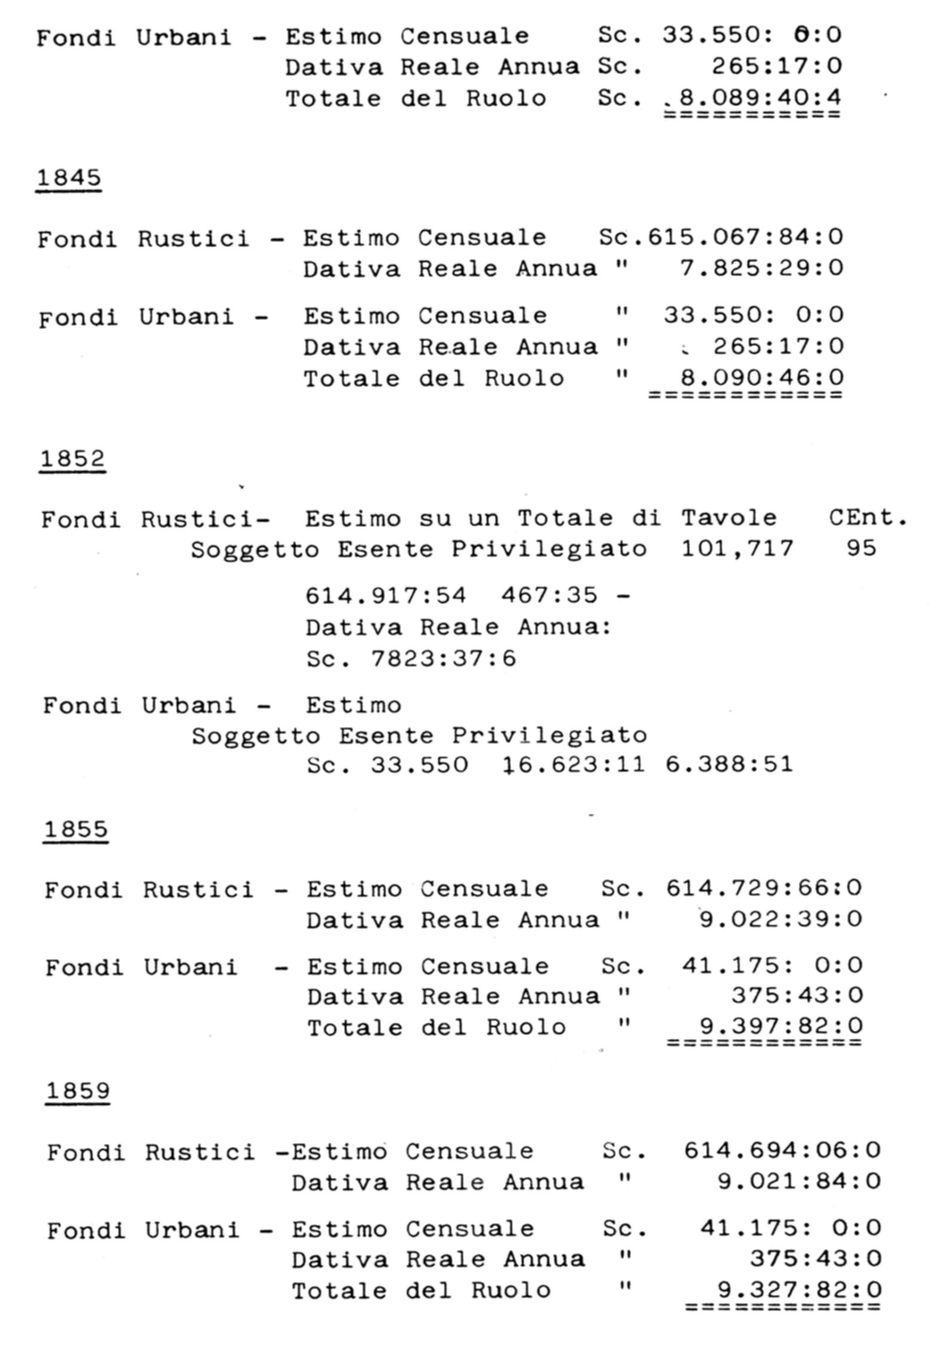 Fondi Urbani - Estimo Censuale Sc. 33.550: 0:0
Dativa Reale Annua Sc. 265:17:0
Totale del Ruolo Sc. 8.089:40:4
===========
1845
Fondi Rustici - Estimo Censuale Sc.615.067:84:0
Dativa Reale Annua " 7.825:29:0
Fondi Urbani - Estimo Censuale " 33.550: 0:0
Dativa Reale Annua " 265:17:0
Totale del Ruolo " 8.090:46:0
============
1852
Fondi Rustici- Estimo su un Totale di Tavole CEnt.
Soggetto Esente Privilegiato 101,717 95
614.917:54 467:35 -
Dativa Reale Annua:
Sc. 7823:37:6
Fondi Urbani - Estimo
Soggetto Esente Privilegiato
Sc. 33.550 16.623:11 6.388:51
1855
Fondi Rustici - Estimo Censuale Sc. 614.729:66:0
Dativa Reale Annua " 9.022:39:0
Fondi Urbani - Estimo Censuale Sc. 41.175: 0:0
Dativa Reale Annua " 375:43:0
Totale del Ruolo " 9.397:82:0
============
1859
Fondi Rustici -Estimo Censuale Sc. 614.694:06:0
Dativa Reale Annua " 9.021:84:0
Fondi Urbani - Estimo Censuale Sc. 41.175: 0:0
Dativa Reale Annua " 375:43:0
Totale del Ruolo " 9.327:82:0
============